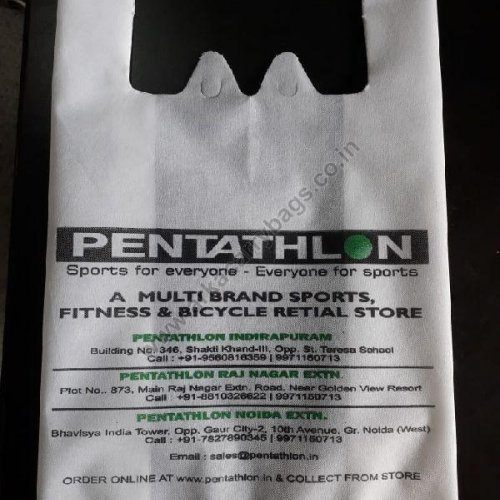 PENTATHLON
Sports for everyone - Everyone for sports
A MULTI BRAND SPORTS,
FITNESS & BICYCLE RETIAL STORE
PENTATHLON INDIRAPURAM
Building No. 346, Shakti Khand-III, Opp. St. Teresa School
Call : +91-9560816359 | 9971150713
PENTATHLON RAJ NAGAR EXTN.
Plot No.. 873, Main Raj Nagar Extn. Road, Near Golden View Resort
Call : +91-8810326622 | 9971150713
PENTATHLON NOIDA EXTN.
Bhavisya India Tower, Opp. Gaur City-2, 10th Avenue, Gr. Noida (West)
Call : +91-7827890345 | 9971150713
Email : sales@pentathlon.in
ORDER ONLINE AT www.pentathlon.in & COLLECT FROM STORE